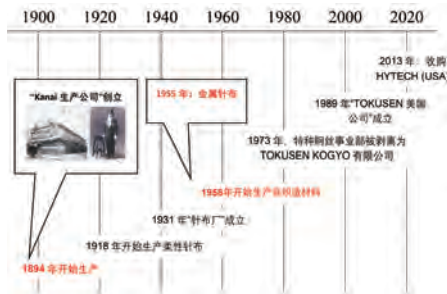 1900 1920 1940 1960 1980 2000 2020
2013 年：收购
HYTECH (USA)
"Kanai 生产公司"创立
1955 年：金属针布
1989 年"TOKUSEN 美国
公司"成立
1973 年，特种钢丝事业部被剥离为
TOKUSEN KOGYO 有限公司
1958年开始生产非织造材料
1931 年"针布厂"成立
1918 年开始生产柔性针布
1894 年开始生产